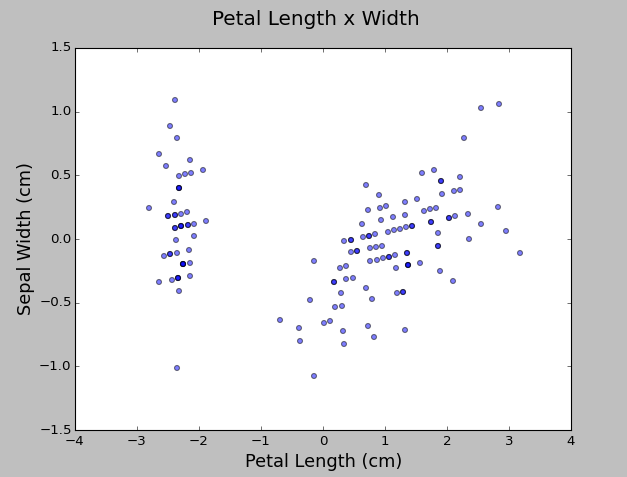 Petal Length x Width
1.5
1.0
0.5
0.0
−0.5
−1.0
−1.5
−4 −3 −2 −1 0 1 2 3 4
Sepal Width (cm)
Petal Length (cm)